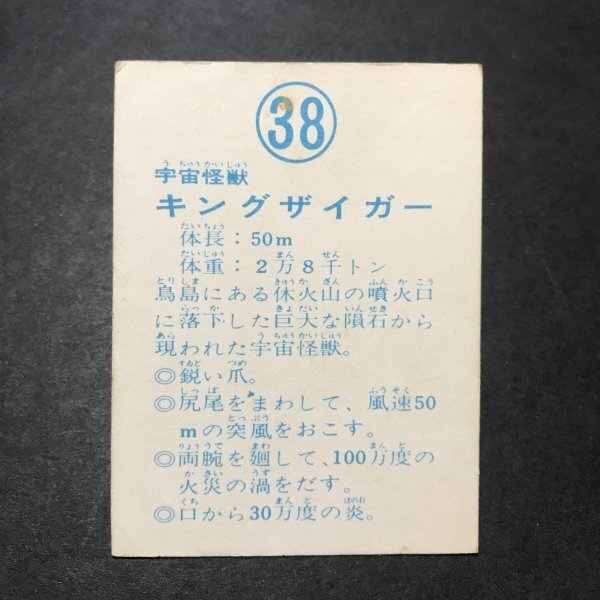 38
宇宙怪獣
キングザイガー
体長：50m
体重：2万8千トン
鳥島にある休火山の噴火口
に落下した巨大な隕石から
現われた宇宙怪獣。
◎鋭い爪。
◎尻尾をまわして、風速50
mの突風をおこす。
◎両腕を廻して、100万度の
火災の渦をだす。
◎口から30万度の炎。